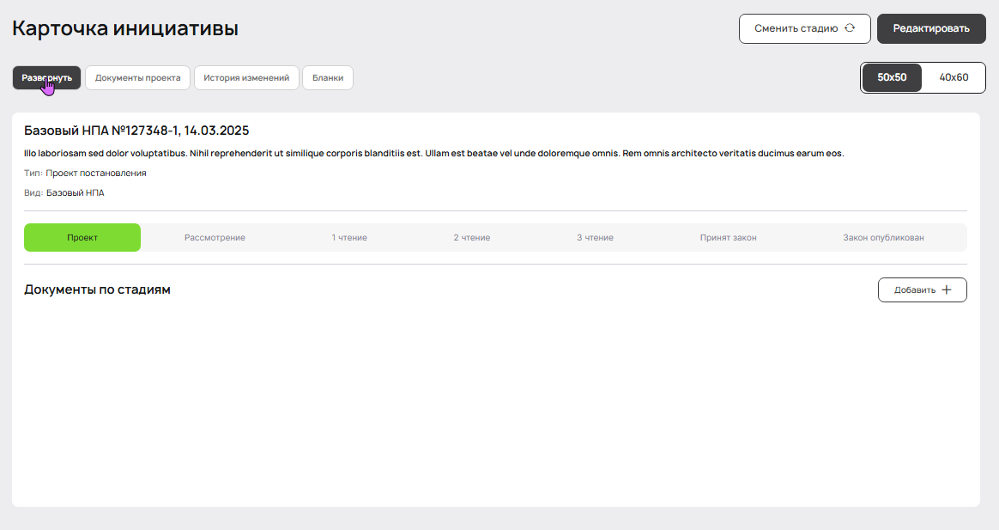 Карточка инициативы
Сменить стадию
Редактировать
Развернуть
Документы проекта
История изменений
Бланки
50x50
40x60
Базовый НПА №127348-1, 14.03.2025
Illo laboriosam sed dolor voluptatibus. Nihil reprehenderit ut similique corporis blanditiis est. Ullam est beatae vel unde doloremque omnis. Rem omnis architecto veritatis ducimus earum eos.
Тип: Проект постановления
Вид: Базовый НПА
Проект
Рассмотрение
1 чтение
2 чтение
3 чтение
Принят закон
Закон опубликован
Документы по стадиям
Добавить